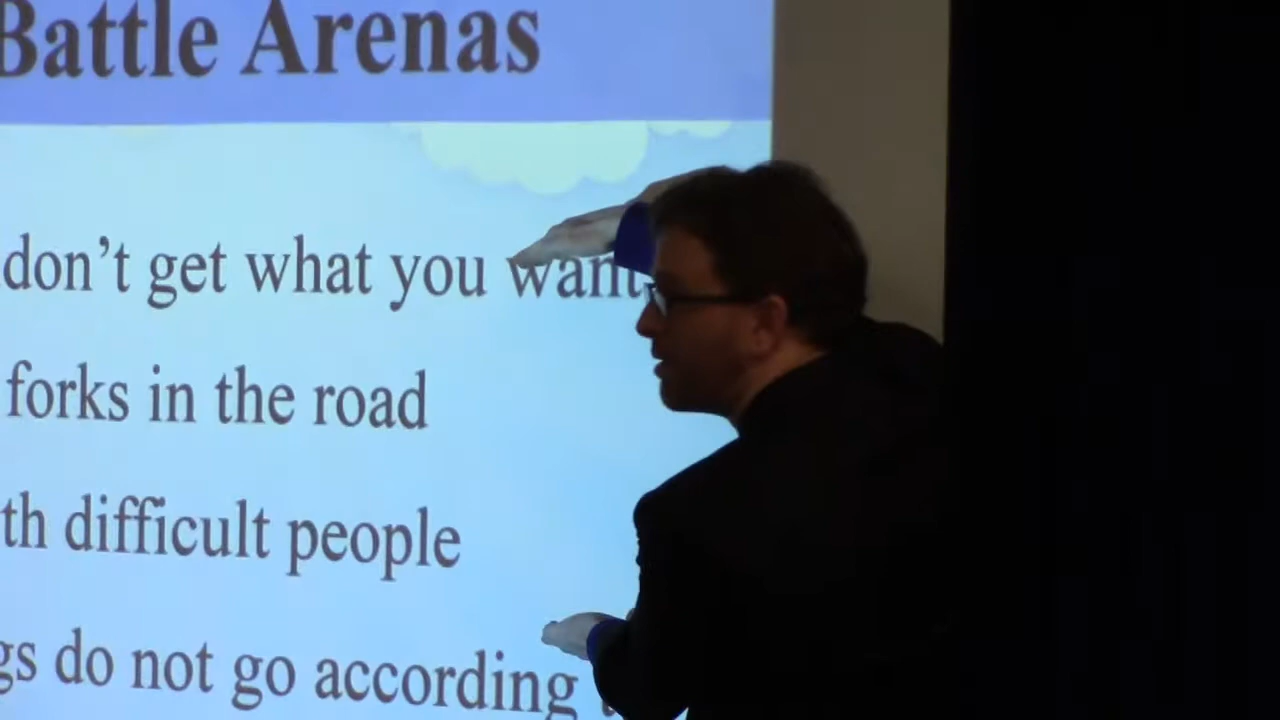 Battle Arenas
don't get what you want
forks in the road
th difficult people
gs do not go according